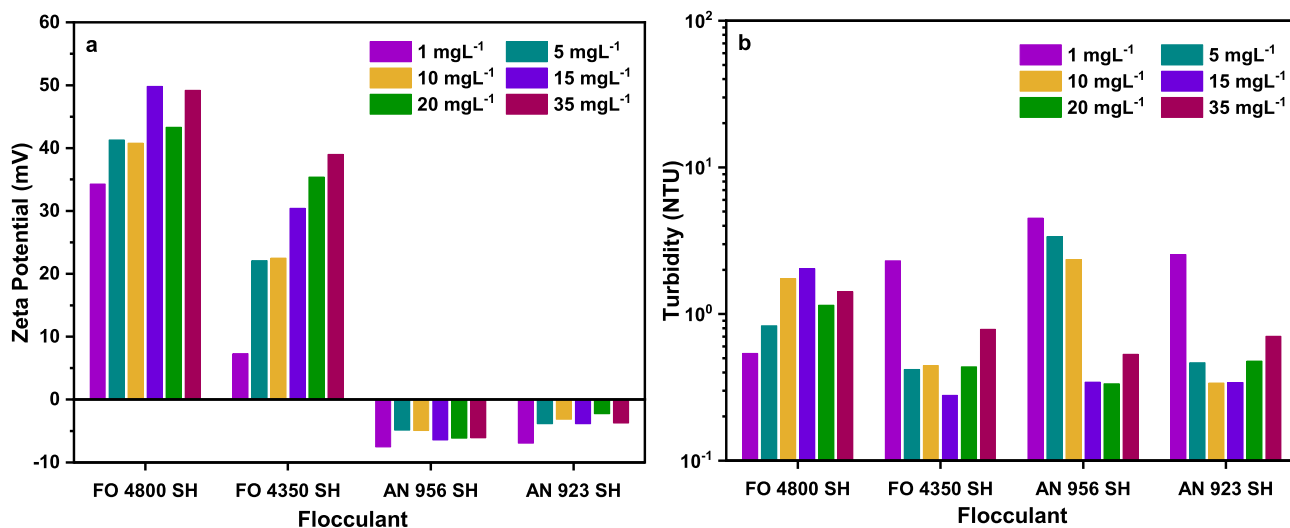 a
1 mgL⁻¹ 5 mgL⁻¹
10 mgL⁻¹ 15 mgL⁻¹
20 mgL⁻¹ 35 mgL⁻¹
Zeta Potential (mV)
60
50
40
30
20
10
0
-10
FO 4800 SH FO 4350 SH AN 956 SH AN 923 SH
Flocculant
b
1 mgL⁻¹ 5 mgL⁻¹
10 mgL⁻¹ 15 mgL⁻¹
20 mgL⁻¹ 35 mgL⁻¹
Turbidity (NTU)
10²
10¹
10⁰
10⁻¹
FO 4800 SH FO 4350 SH AN 956 SH AN 923 SH
Flocculant